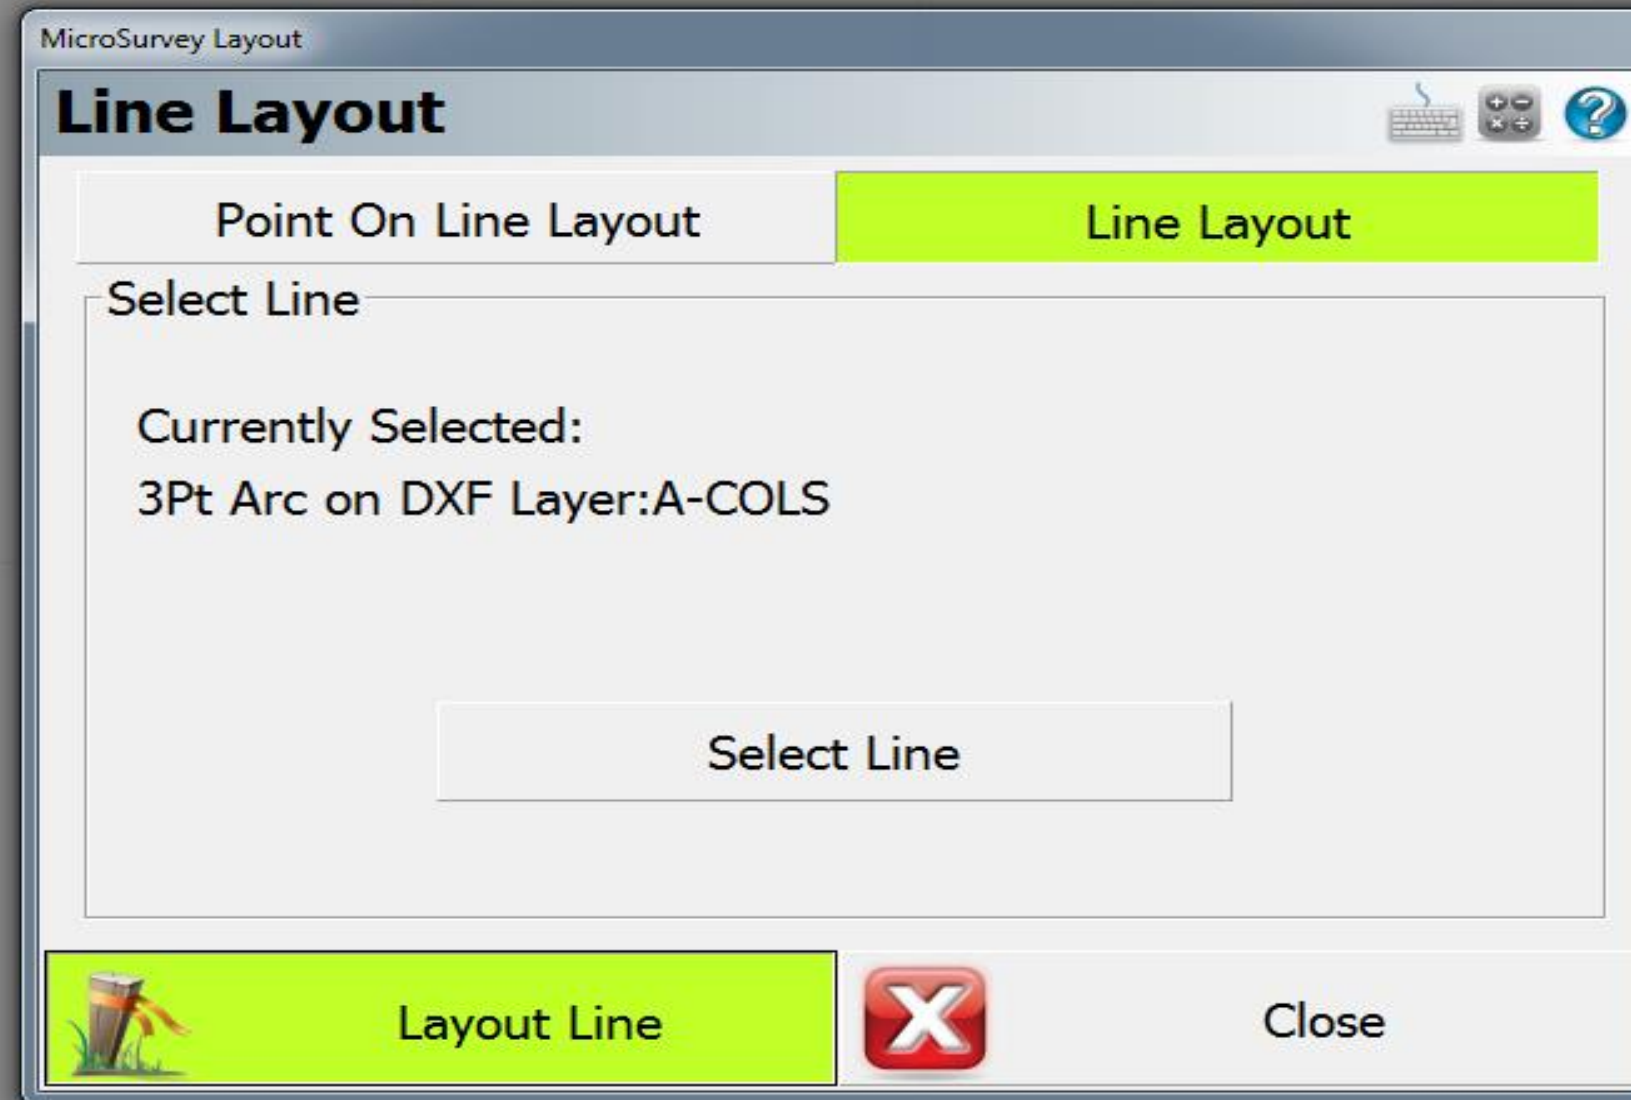 MicroSurvey Layout
Line Layout
Point On Line Layout
Line Layout
Select Line
Currently Selected:
3Pt Arc on DXF Layer:A-COLS
Select Line
Layout Line
Close